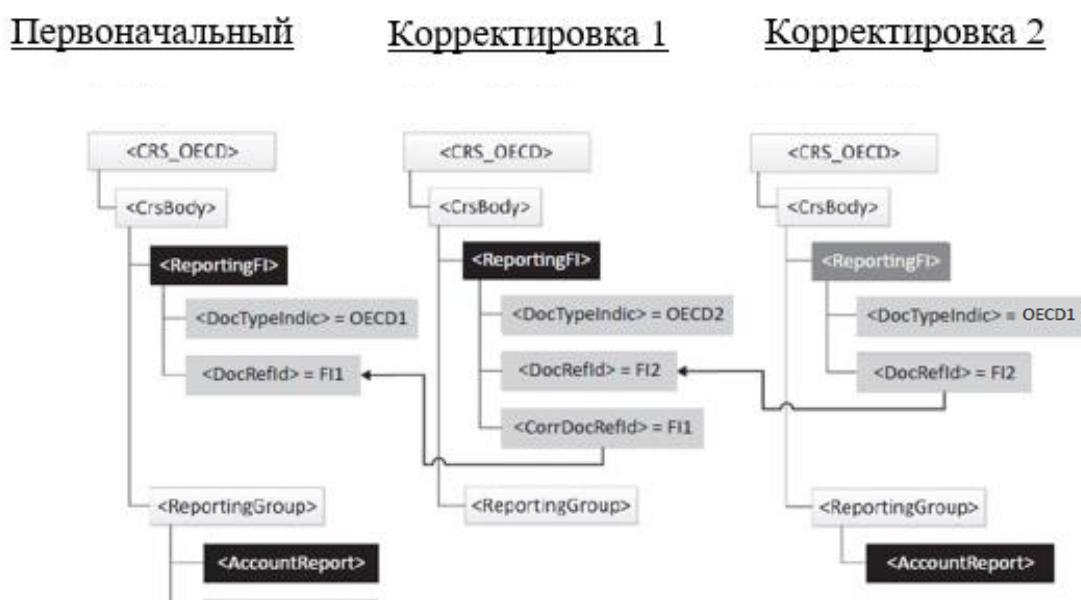 Первоначальный
Корректировка 1
Корректировка 2
<CRS_OECD>
<CrsBody>
<ReportingFI>
<DocTypeIndic> = OECD1
<DocRefId> = FI1
<ReportingGroup>
<AccountReport>
<CRS_OECD>
<CrsBody>
<ReportingFI>
<DocTypeIndic> = OECD2
<DocRefId> = FI2
<CorrDocRefId> = FI1
<ReportingGroup>
<CRS_OECD>
<CrsBody>
<ReportingFI>
<DocTypeIndic> = OECD1
<DocRefId> = FI2
<ReportingGroup>
<AccountReport>